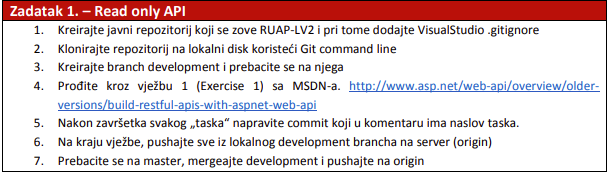 Zadatak 1. – Read only API
1. Kreirajte javni repozitorij koji se zove RUAP-LV2 i pri tome dodajte VisualStudio .gitignore
2. Klonirajte repozitorij na lokalni disk koristeći Git command line
3. Kreirajte branch development i prebacite se na njega
4. Prođite kroz vježbu 1 (Exercise 1) sa MSDN-a. http://www.asp.net/web-api/overview/older-
versions/build-restful-apis-with-aspnet-web-api
5. Nakon završetka svakog „taska" napravite commit koji u komentaru ima naslov taska.
6. Na kraju vježbe, pushajte sve iz lokalnog development brancha na server (origin)
7. Prebacite se na master, mergeajte development i pushajte na origin